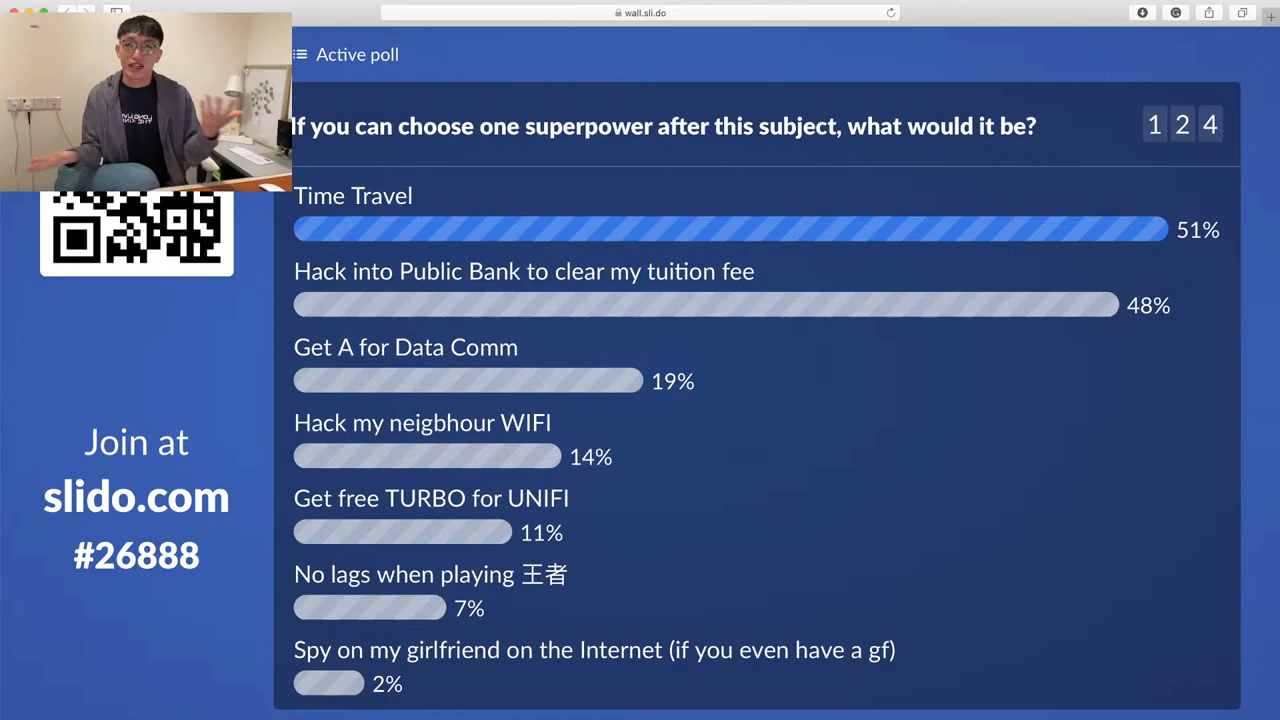 wall.sli.do
Active poll
If you can choose one superpower after this subject, what would it be?
124
Time Travel
51%
Hack into Public Bank to clear my tuition fee
48%
Get A for Data Comm
19%
Hack my neigbhour WIFI
14%
Get free TURBO for UNIFI
11%
No lags when playing 王者
7%
Spy on my girlfriend on the Internet (if you even have a gf)
2%
Join at
slido.com
#26888